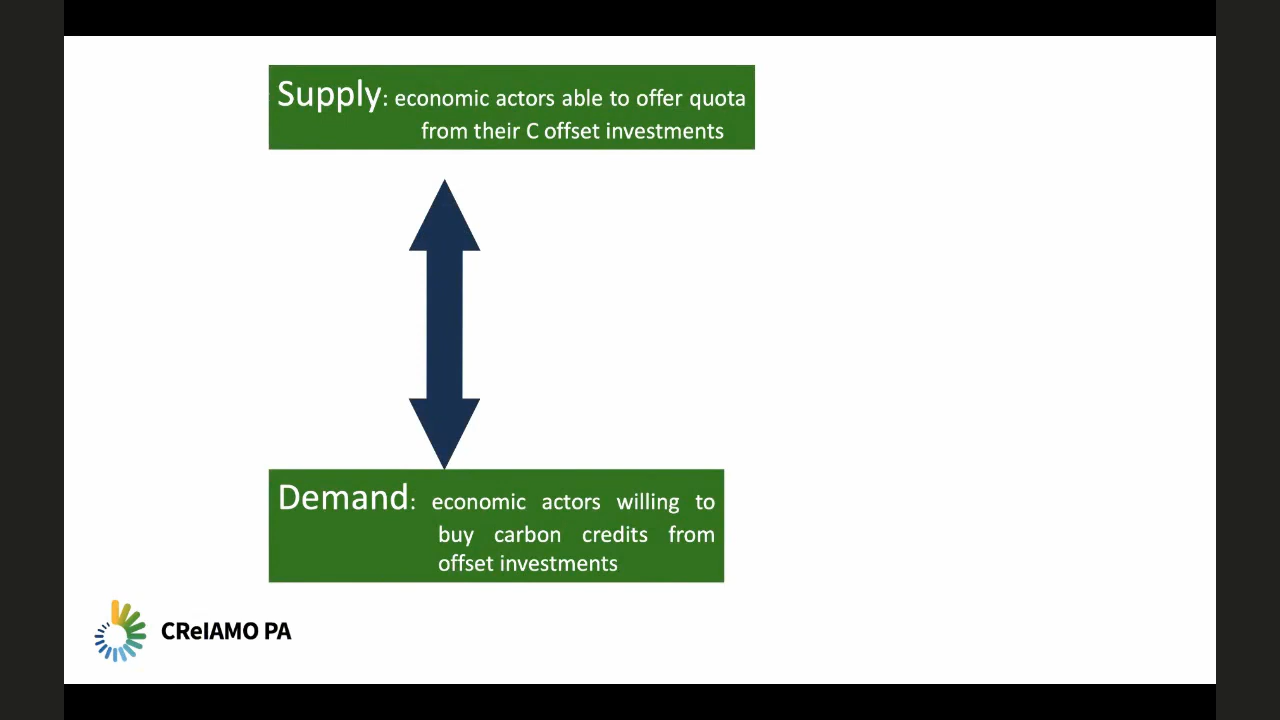 Supply: economic actors able to offer quota
from their C offset investments
Demand: economic actors willing to
buy carbon credits from
offset investments
CReIAMO PA